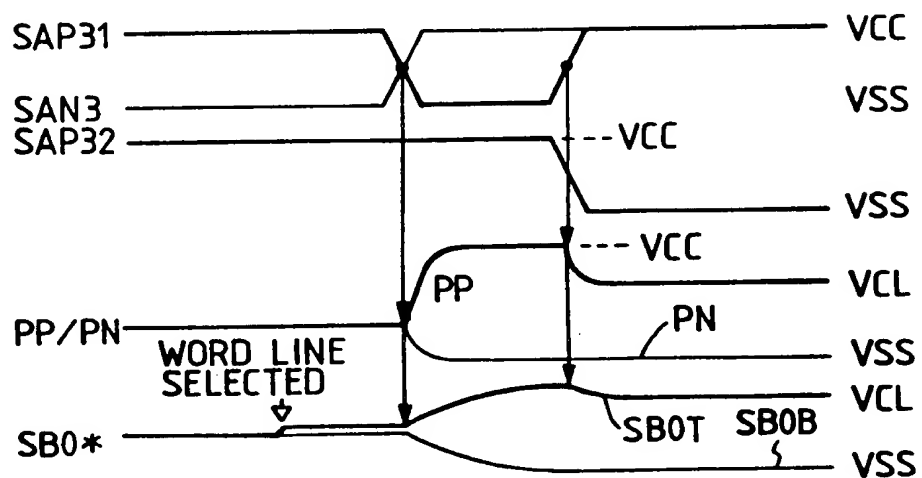 SAP31
VCC
SAN3
VSS
SAP32
--- VCC
VSS
--- VCC
PP
VCL
PP/PN
PN
VSS
WORD LINE
SELECTED
VCL
SB0*
SB0T
SB0B
VSS